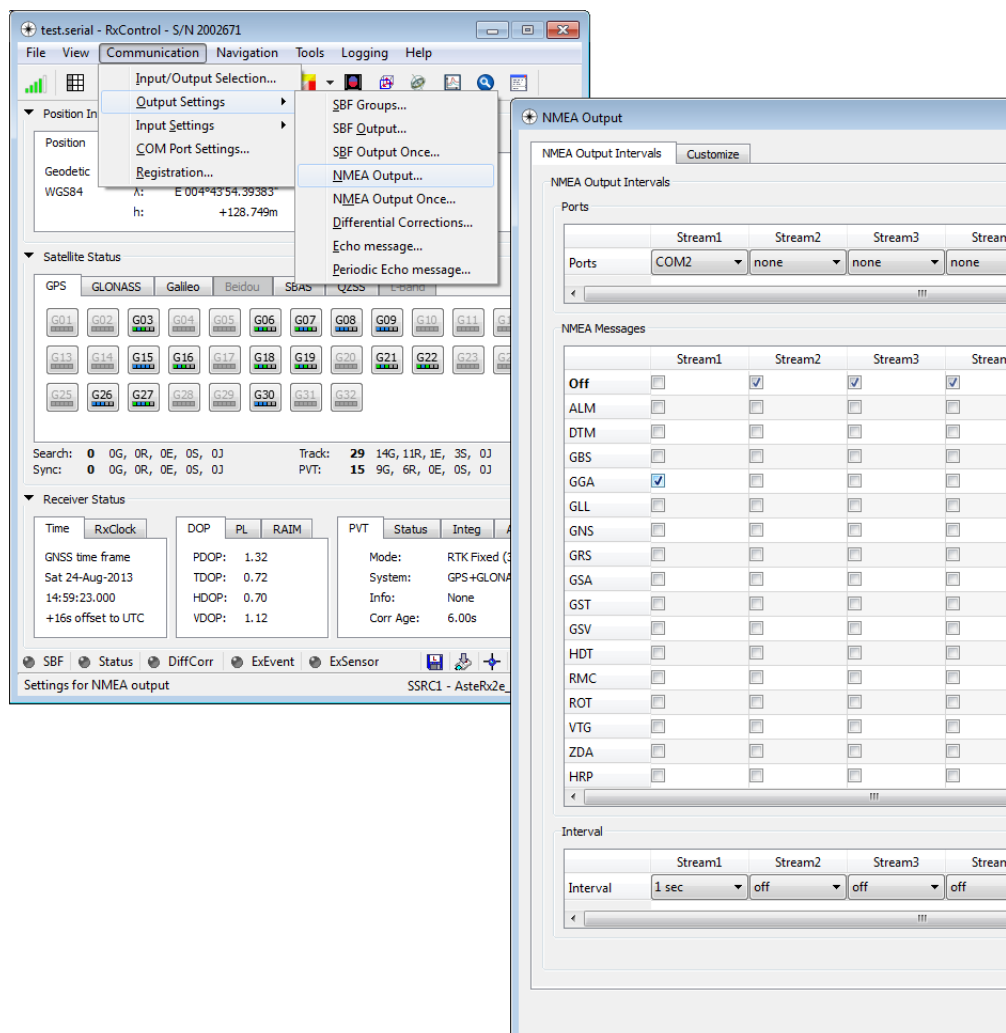 test.serial - RxControl - S/N 2002671
File View Communication Navigation Tools Logging Help
Input/Output Selection...
Output Settings
Input Settings
COM Port Settings...
Registration...
SBF Groups...
SBF Output...
SBF Output Once...
NMEA Output...
NMEA Output Once...
Differential Corrections...
Echo message...
Periodic Echo message...
Position In
Position
Geodetic
WGS84 λ: E 004°43'54.39383"
h: +128.749m
Satellite Status
GPS GLONASS Galileo Beidou SBAS QZSS L-Band
G01 G02 G03 G04 G05 G06 G07 G08 G09 G10 G11
G13 G14 G15 G16 G17 G18 G19 G20 G21 G22 G23
G25 G26 G27 G28 G29 G30 G31 G32
Search: 0 0G, 0R, 0E, 0S, 0J Track: 29 14G, 11R, 1E, 3S, 0J
Sync: 0 0G, 0R, 0E, 0S, 0J PVT: 15 9G, 6R, 0E, 0S, 0J
Receiver Status
Time RxClock DOP PL RAIM PVT Status Integ A
GNSS time frame PDOP: 1.32 Mode: RTK Fixed (3
Sat 24-Aug-2013 TDOP: 0.72 System: GPS+GLONA
14:59:23.000 HDOP: 0.70 Info: None
+16s offset to UTC VDOP: 1.12 Corr Age: 6.00s
SBF Status DiffCorr ExEvent ExSensor
Settings for NMEA output SSRC1 - AsteRx2e_
NMEA Output
NMEA Output Intervals Customize
NMEA Output Intervals
Ports
Stream1 Stream2 Stream3 Stream
Ports COM2 none none none
NMEA Messages
Stream1 Stream2 Stream3 Stream
Off
ALM
DTM
GBS
GGA
GLL
GNS
GRS
GSA
GST
GSV
HDT
RMC
ROT
VTG
ZDA
HRP
Interval
Stream1 Stream2 Stream3 Stream
Interval 1 sec off off off